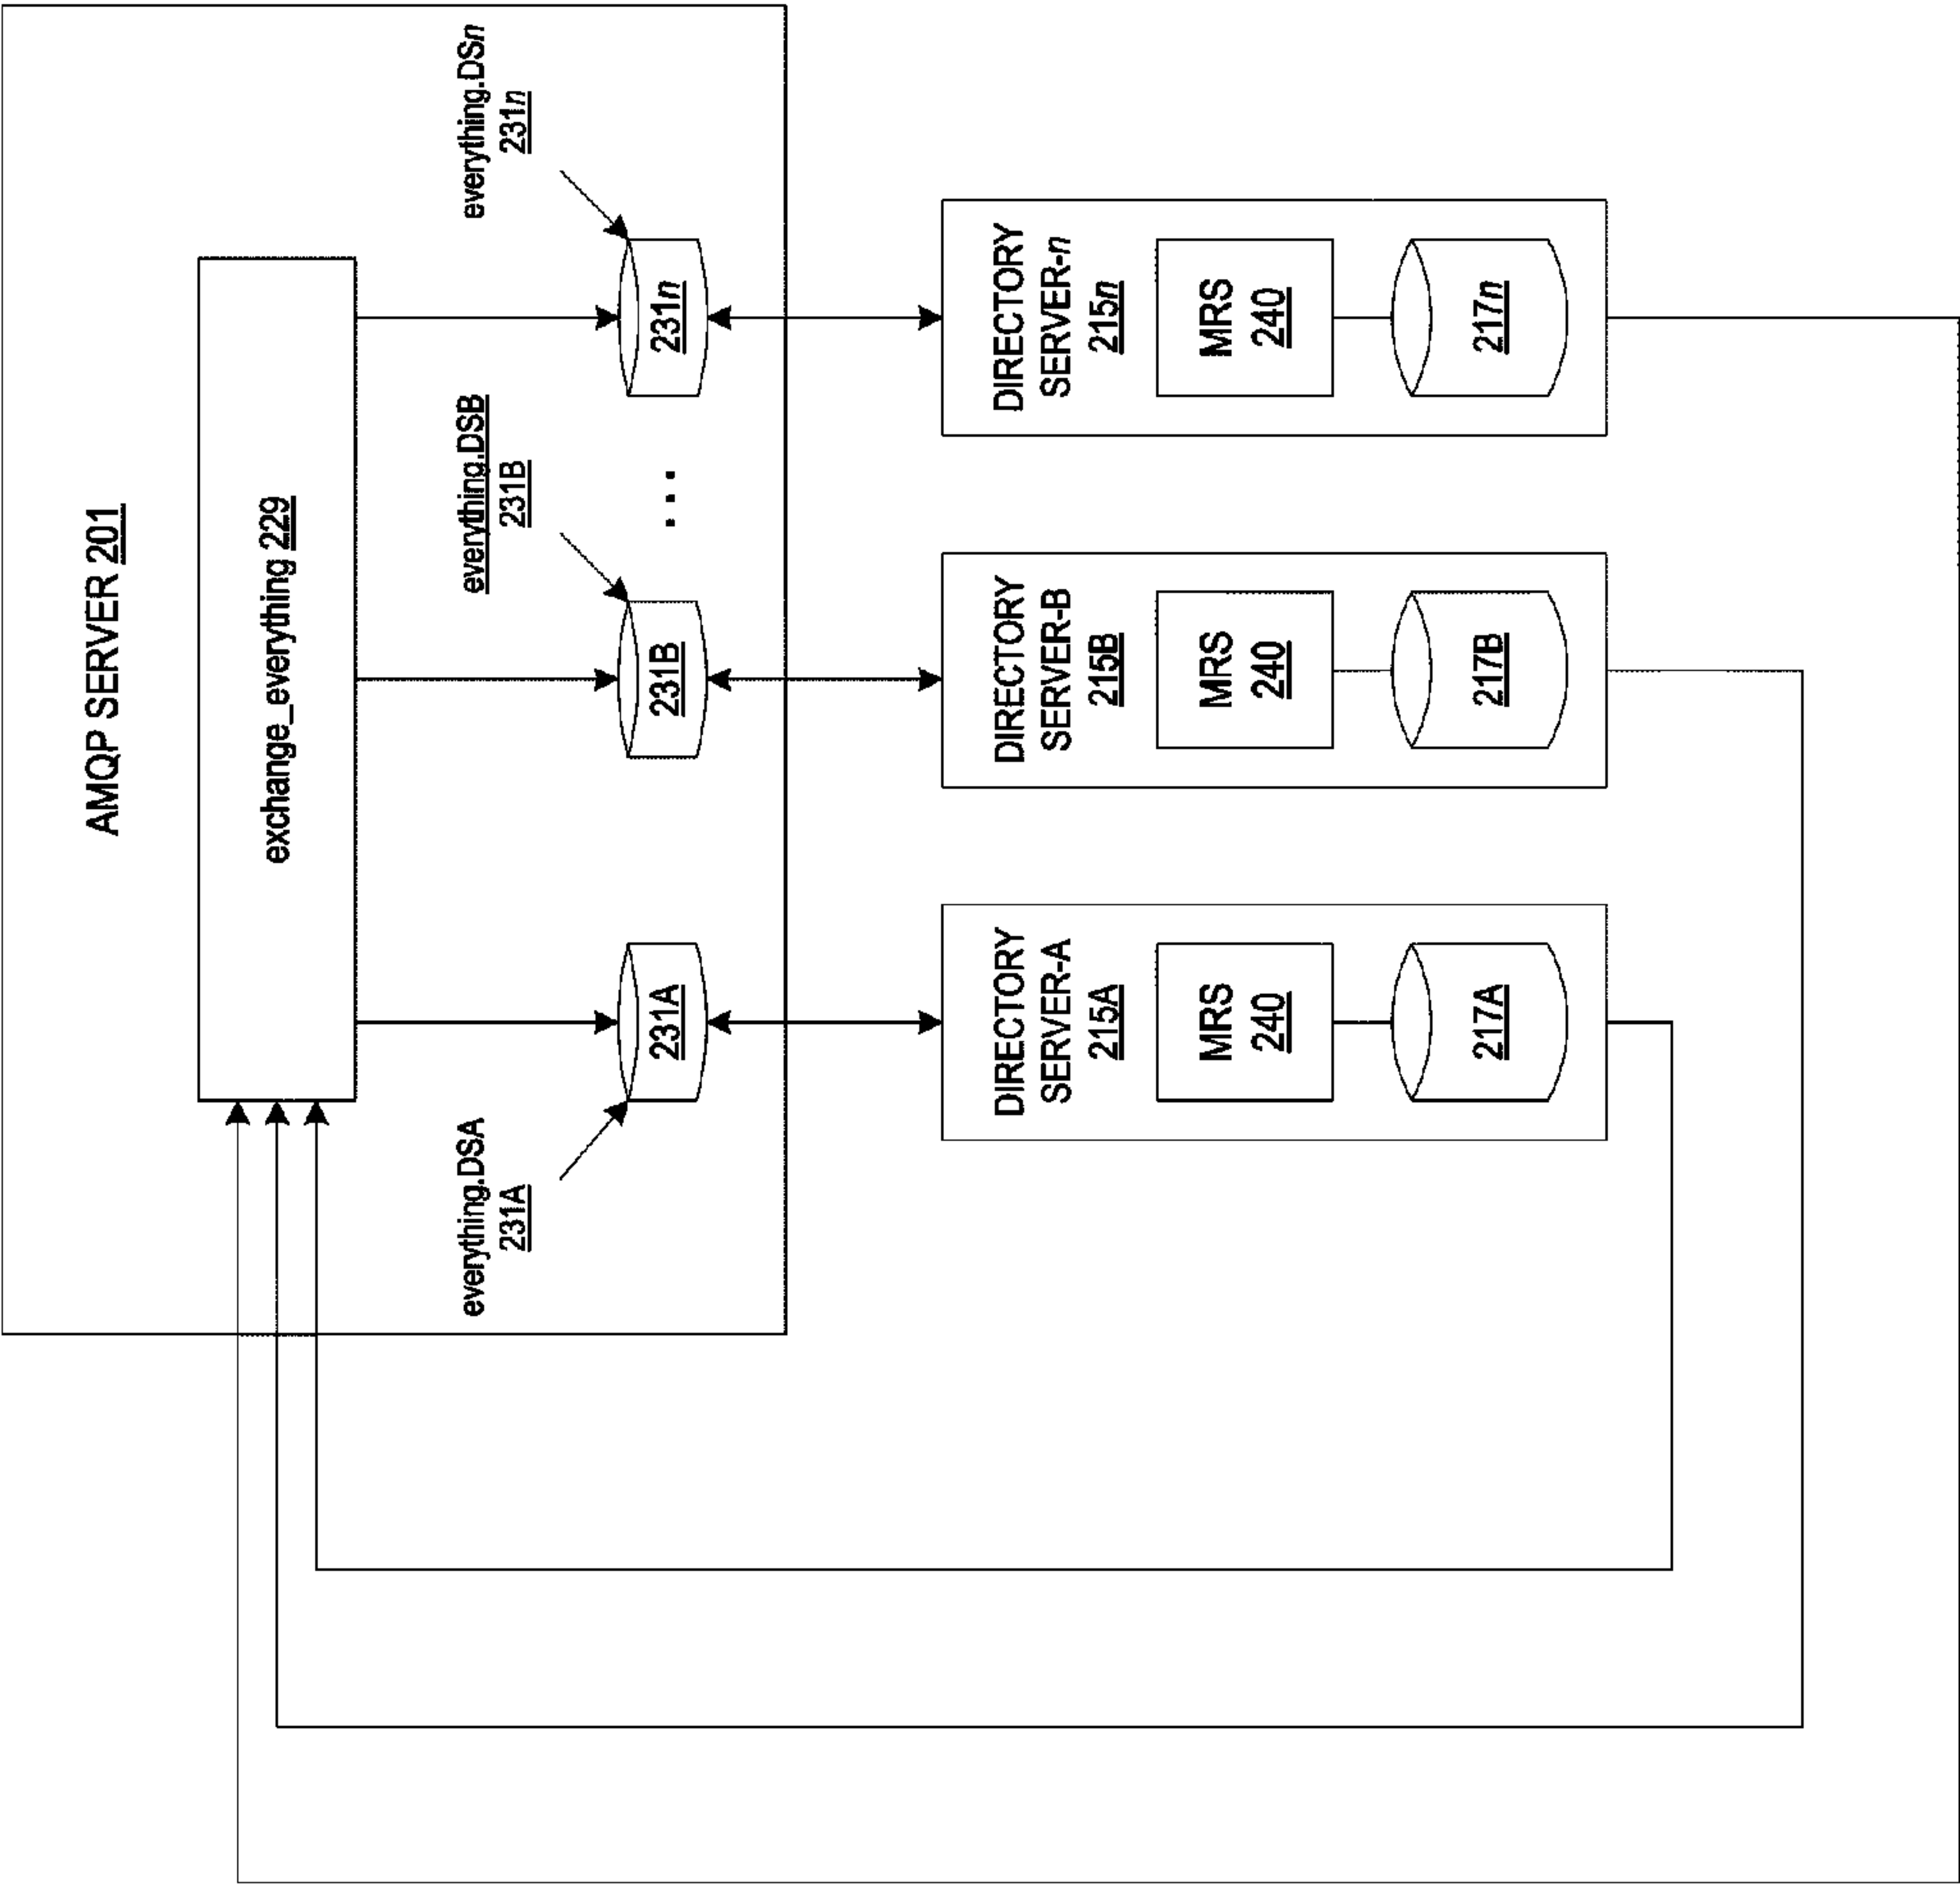 AMQP SERVER 201
exchange_everything 229
everything.DSA
231A
everything.DSB
231B
everything.DSn
231n
231A
231B
...
231n
DIRECTORY
SERVER-A
215A
MRS
240
217A
DIRECTORY
SERVER-B
215B
MRS
240
217B
DIRECTORY
SERVER-n
215n
MRS
240
217n